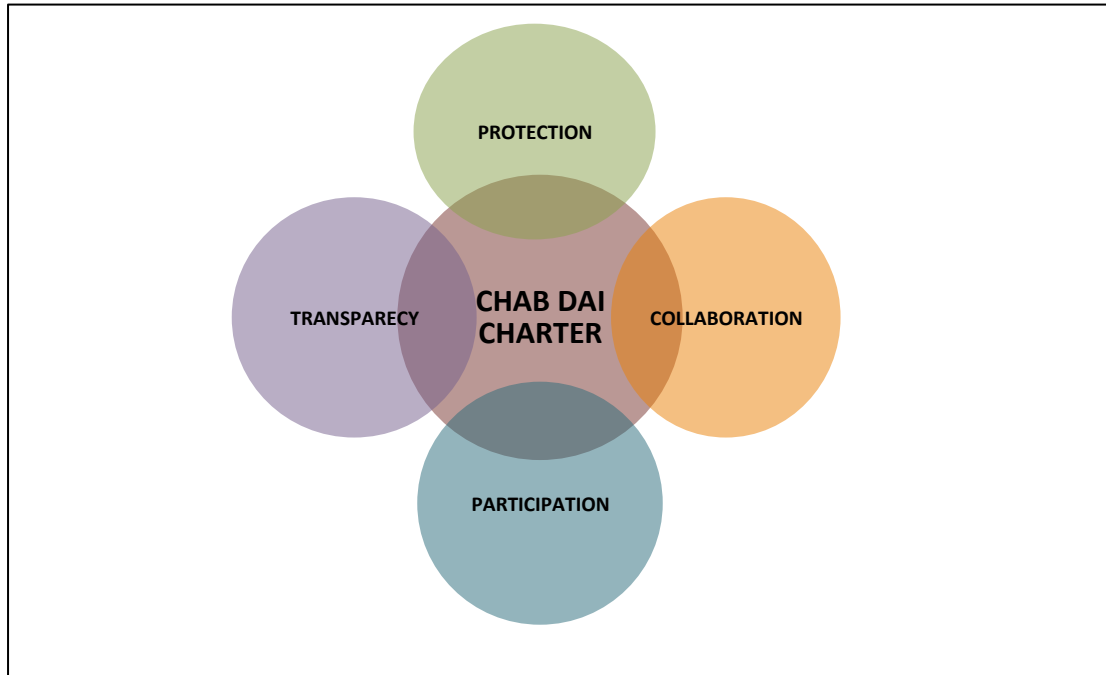 PROTECTION
TRANSPARECY
CHAB DAI
CHARTER
COLLABORATION
PARTICIPATION